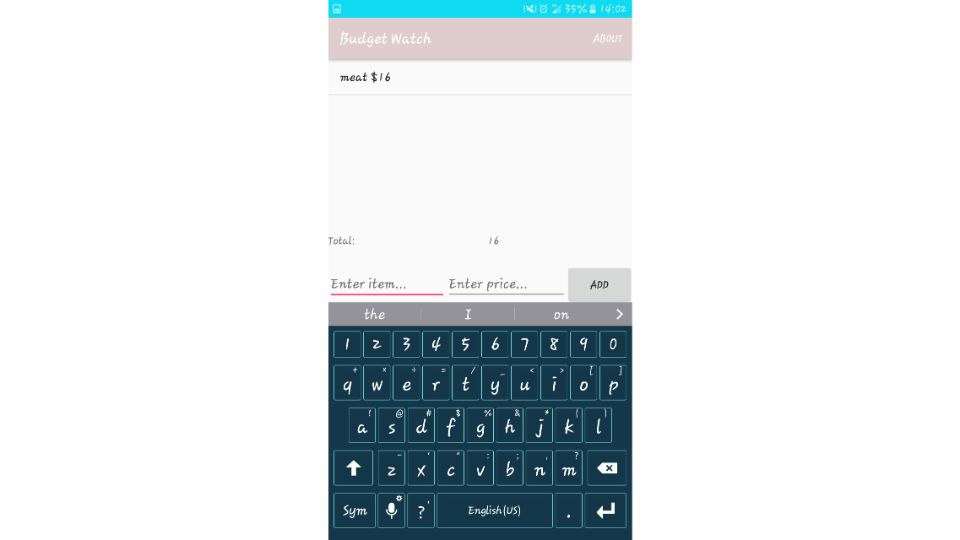 35% 14:02
Budget Watch ABOUT
meat $16
Total: 16
Enter item... Enter price... ADD
the I on
1 2 3 4 5 6 7 8 9 0
+ × ÷ = / _ < > [ ]
q w e r t y u i o p
! @ # $ % & * ( )
a s d f g h j k l
- ' " : ; , ?
z x c v b n m
Sym ?' English(US) .